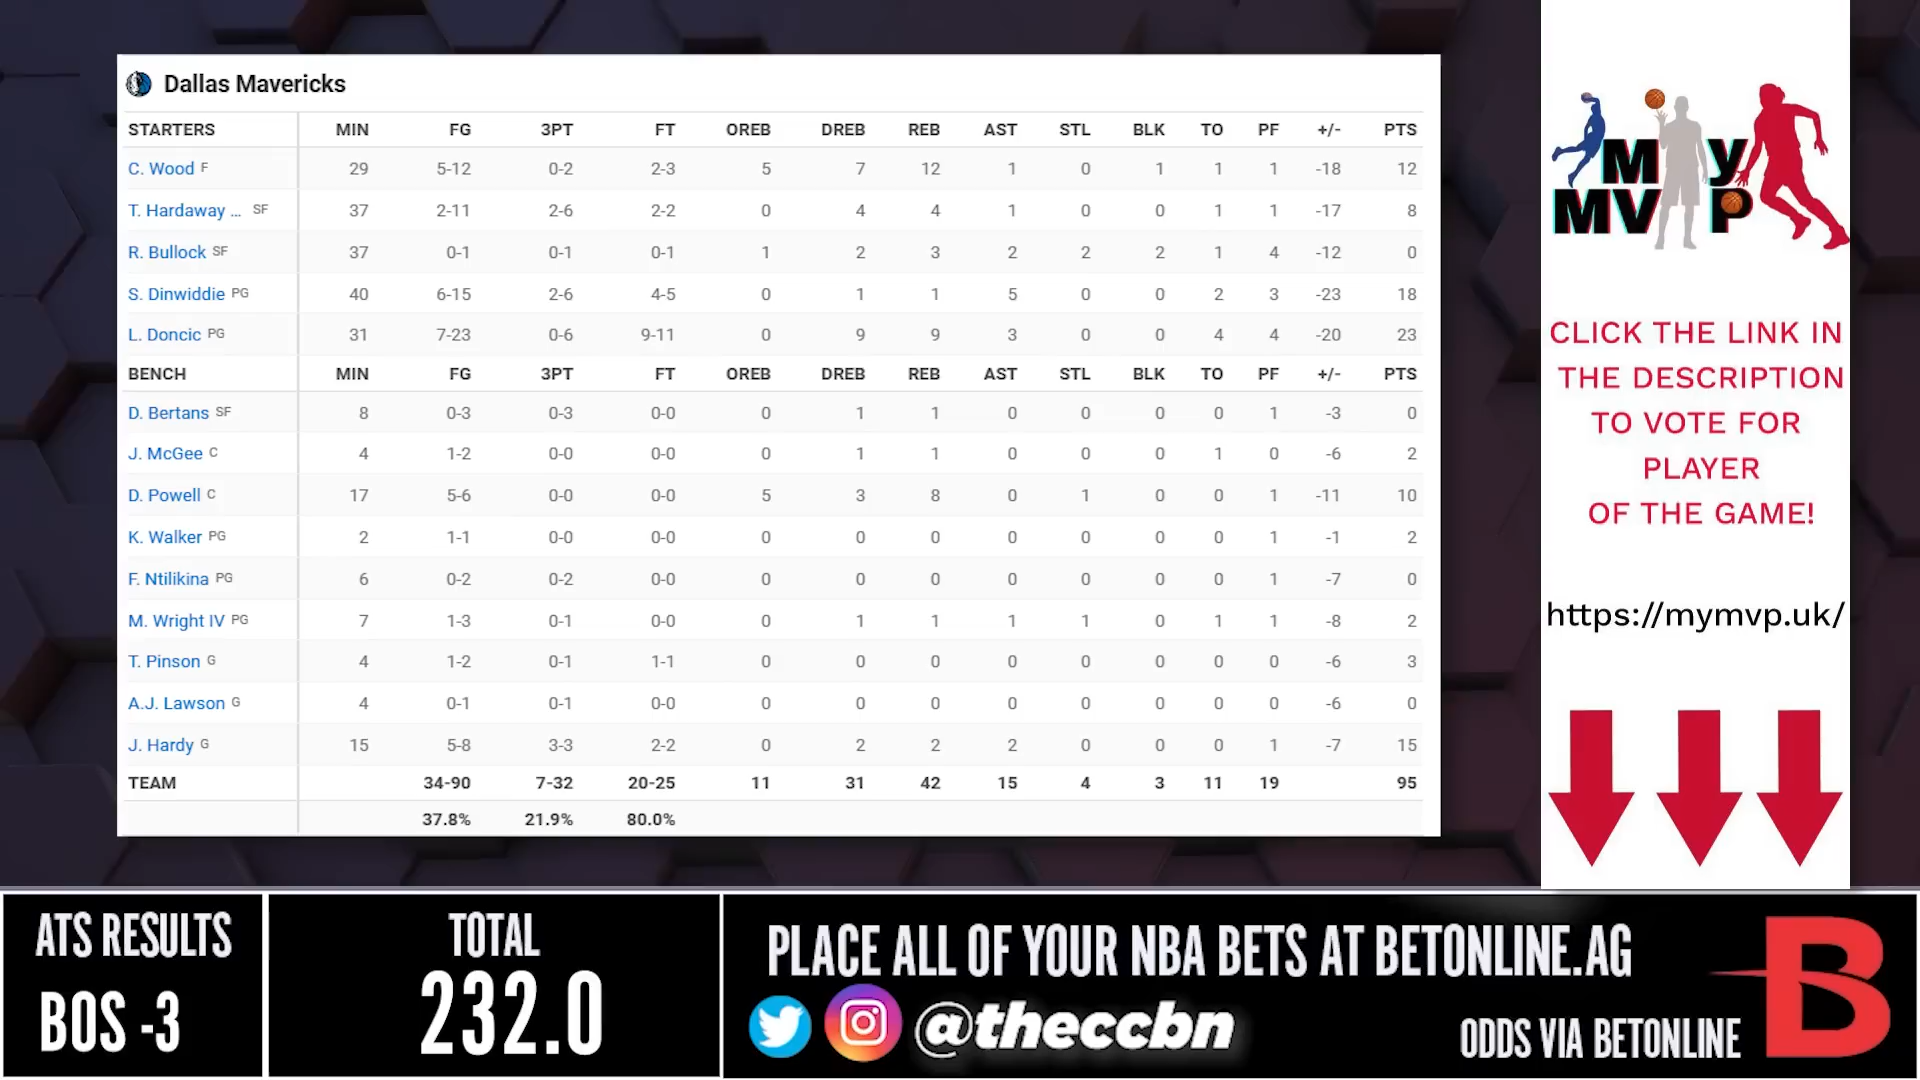 Dallas Mavericks
STARTERS MIN FG 3PT FT OREB DREB REB AST STL BLK TO PF +/- PTS
C. Wood F 29 5-12 0-2 2-3 5 7 12 1 0 1 1 1 -18 12
T. Hardaway ... SF 37 2-11 2-6 2-2 0 4 4 1 0 0 1 1 -17 8
R. Bullock SF 37 0-1 0-1 0-1 1 2 3 2 2 2 1 4 -12 0
S. Dinwiddie PG 40 6-15 2-6 4-5 0 1 1 5 0 0 2 3 -23 18
L. Doncic PG 31 7-23 0-6 9-11 0 9 9 3 0 0 4 4 -20 23
BENCH MIN FG 3PT FT OREB DREB REB AST STL BLK TO PF +/- PTS
D. Bertans SF 8 0-3 0-3 0-0 0 1 1 0 0 0 0 1 -3 0
J. McGee C 4 1-2 0-0 0-0 0 1 1 0 0 0 1 0 -6 2
D. Powell C 17 5-6 0-0 0-0 5 3 8 0 1 0 0 1 -11 10
K. Walker PG 2 1-1 0-0 0-0 0 0 0 0 0 0 0 1 -1 2
F. Ntilikina PG 6 0-2 0-2 0-0 0 0 0 0 0 0 0 1 -7 0
M. Wright IV PG 7 1-3 0-1 0-0 0 1 1 1 1 0 1 1 -8 2
T. Pinson G 4 1-2 0-1 1-1 0 0 0 0 0 0 0 0 -6 3
A.J. Lawson G 4 0-1 0-1 0-0 0 0 0 0 0 0 0 0 -6 0
J. Hardy G 15 5-8 3-3 2-2 0 2 2 2 0 0 0 1 -7 15
TEAM 34-90 7-32 20-25 11 31 42 15 4 3 11 19 95
37.8% 21.9% 80.0%
My
MVP
CLICK THE LINK IN
THE DESCRIPTION
TO VOTE FOR
PLAYER
OF THE GAME!
https://mymvp.uk/
ATS RESULTS
BOS -3
TOTAL
232.0
PLACE ALL OF YOUR NBA BETS AT BETONLINE.AG
@theccbn
ODDS VIA BETONLINE
B